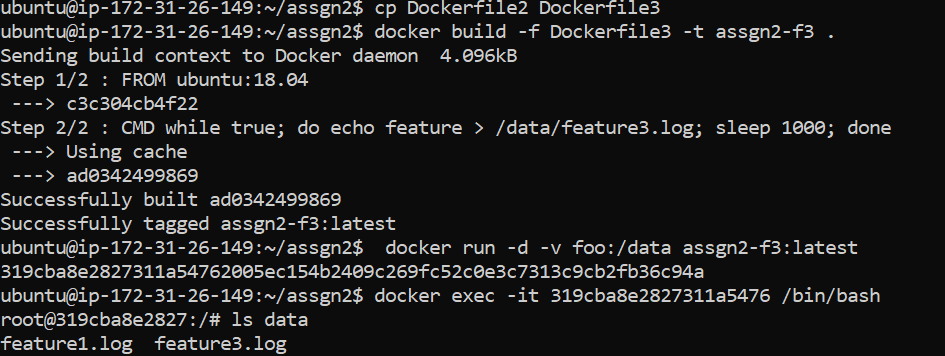 ubuntu@ip-172-31-26-149:~/assgn2$ cp Dockerfile2 Dockerfile3
ubuntu@ip-172-31-26-149:~/assgn2$ docker build -f Dockerfile3 -t assgn2-f3 .
Sending build context to Docker daemon  4.096kB
Step 1/2 : FROM ubuntu:18.04
 ---> c3c304cb4f22
Step 2/2 : CMD while true; do echo feature > /data/feature3.log; sleep 1000; done
 ---> Using cache
 ---> ad0342499869
Successfully built ad0342499869
Successfully tagged assgn2-f3:latest
ubuntu@ip-172-31-26-149:~/assgn2$  docker run -d -v foo:/data assgn2-f3:latest
319cba8e2827311a54762005ec154b2409c269fc52c0e3c7313c9cb2fb36c94a
ubuntu@ip-172-31-26-149:~/assgn2$ docker exec -it 319cba8e2827311a5476 /bin/bash
root@319cba8e2827:/# ls data
feature1.log  feature3.log